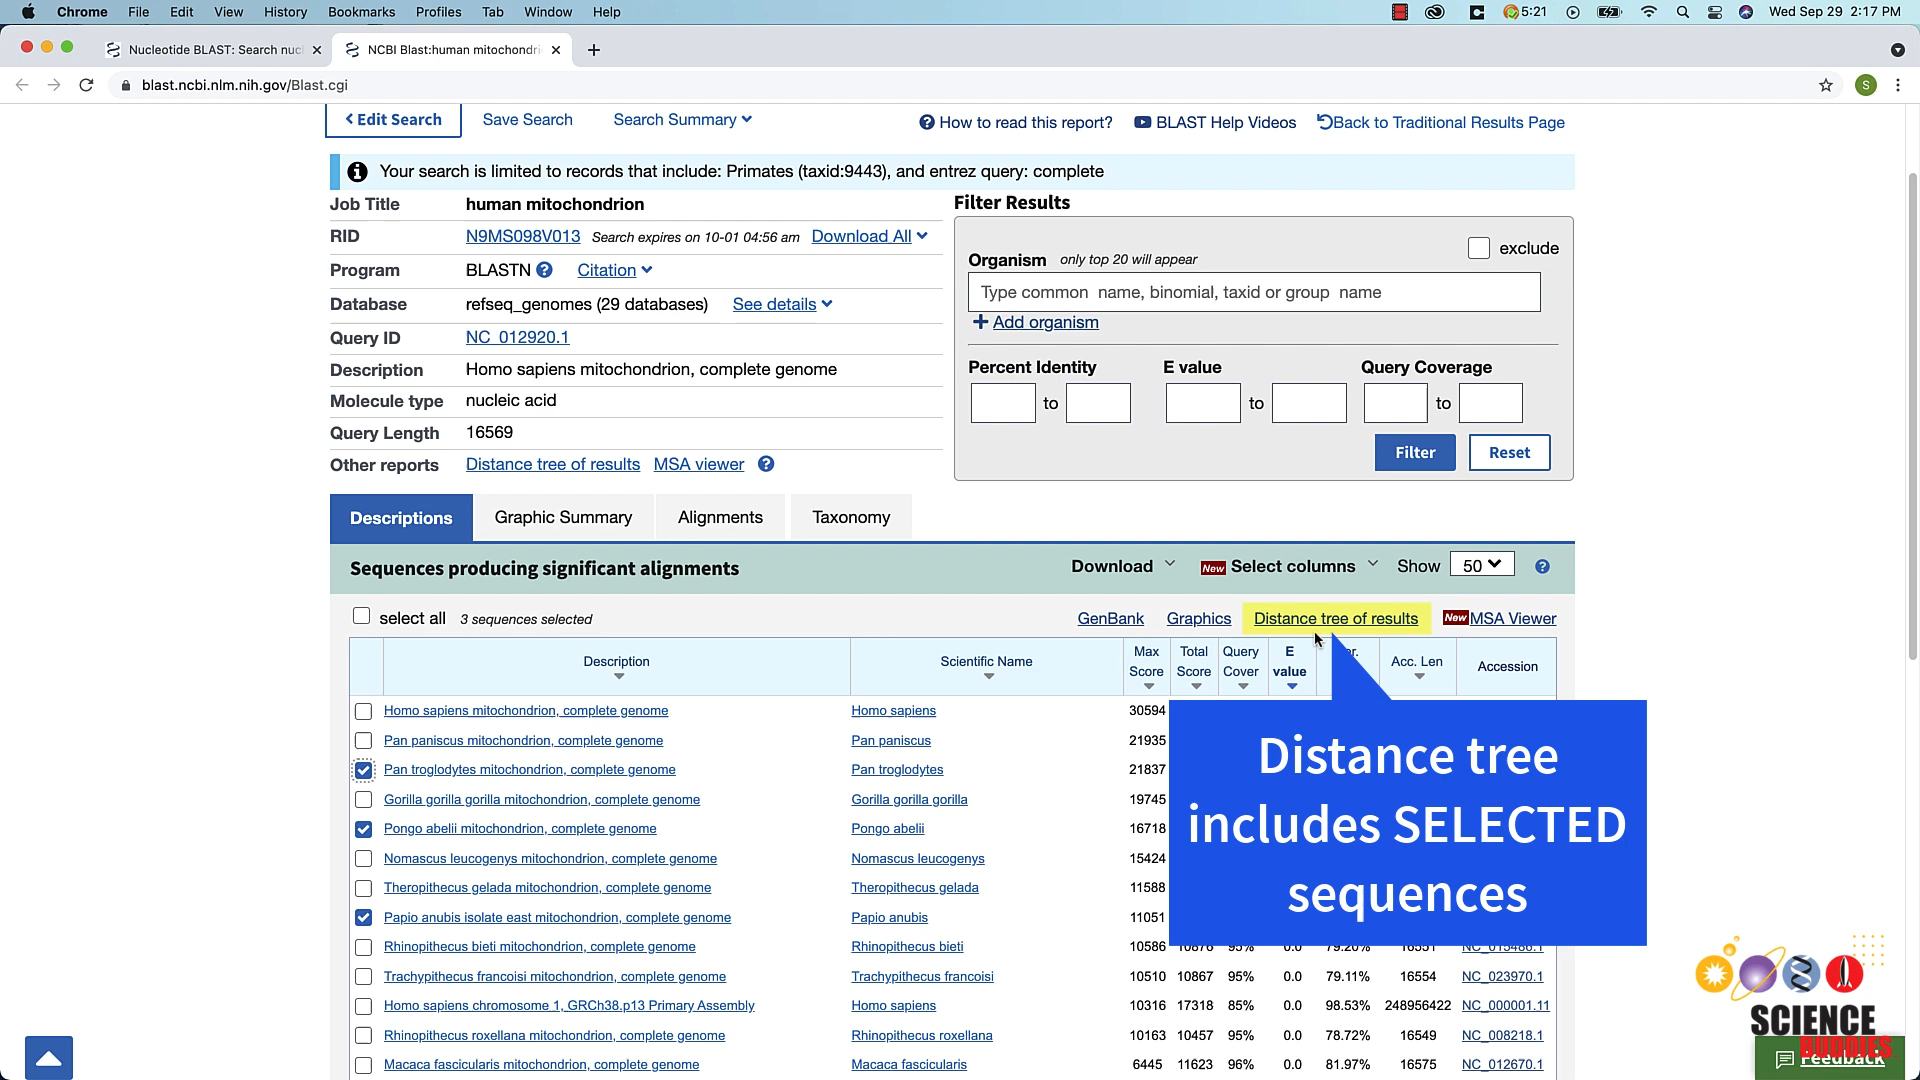 Chrome File Edit View History Bookmarks Profiles Tab Window Help 5:21 Wed Sep 29 2:17 PM
Nucleotide BLAST: Search nucl NCBI Blast:human mitochondri
blast.ncbi.nlm.nih.gov/Blast.cgi S
Edit Search Save Search Search Summary How to read this report? BLAST Help Videos Back to Traditional Results Page
Your search is limited to records that include: Primates (taxid:9443), and entrez query: complete
Job Title human mitochondrion
RID N9MS098V013 Search expires on 10-01 04:56 am Download All
Program BLASTN Citation
Database refseq_genomes (29 databases) See details
Query ID NC_012920.1
Description Homo sapiens mitochondrion, complete genome
Molecule type nucleic acid
Query Length 16569
Other reports Distance tree of results MSA viewer
Filter Results
exclude
Organism only top 20 will appear
Type common name, binomial, taxid or group name
Add organism
Percent Identity E value Query Coverage
to to to
Filter Reset
Descriptions Graphic Summary Alignments Taxonomy
Sequences producing significant alignments Download New Select columns Show 50
select all 3 sequences selected GenBank Graphics Distance tree of results New MSA Viewer
Description Scientific Name Max Score Total Score Query Cover E value Acc. Len Accession
Homo sapiens mitochondrion, complete genome Homo sapiens 30594
Pan paniscus mitochondrion, complete genome Pan paniscus 21935
Pan troglodytes mitochondrion, complete genome Pan troglodytes 21837
Gorilla gorilla gorilla mitochondrion, complete genome Gorilla gorilla gorilla 19745
Pongo abelii mitochondrion, complete genome Pongo abelii 16718
Nomascus leucogenys mitochondrion, complete genome Nomascus leucogenys 15424
Theropithecus gelada mitochondrion, complete genome Theropithecus gelada 11588
Papio anubis isolate east mitochondrion, complete genome Papio anubis 11051
Rhinopithecus bieti mitochondrion, complete genome Rhinopithecus bieti 10586 10876 95% 0.0 79.20% 16551 NC_015486.1
Trachypithecus francoisi mitochondrion, complete genome Trachypithecus francoisi 10510 10867 95% 0.0 79.11% 16554 NC_023970.1
Homo sapiens chromosome 1, GRCh38.p13 Primary Assembly Homo sapiens 10316 17318 85% 0.0 98.53% 248956422 NC_000001.11
Rhinopithecus roxellana mitochondrion, complete genome Rhinopithecus roxellana 10163 10457 95% 0.0 78.72% 16549 NC_008218.1
Macaca fascicularis mitochondrion, complete genome Macaca fascicularis 6445 11623 96% 0.0 81.97% 16575 NC_012670.1
Distance tree
includes SELECTED
sequences
SCIENCE
BUDDIES
Feedback